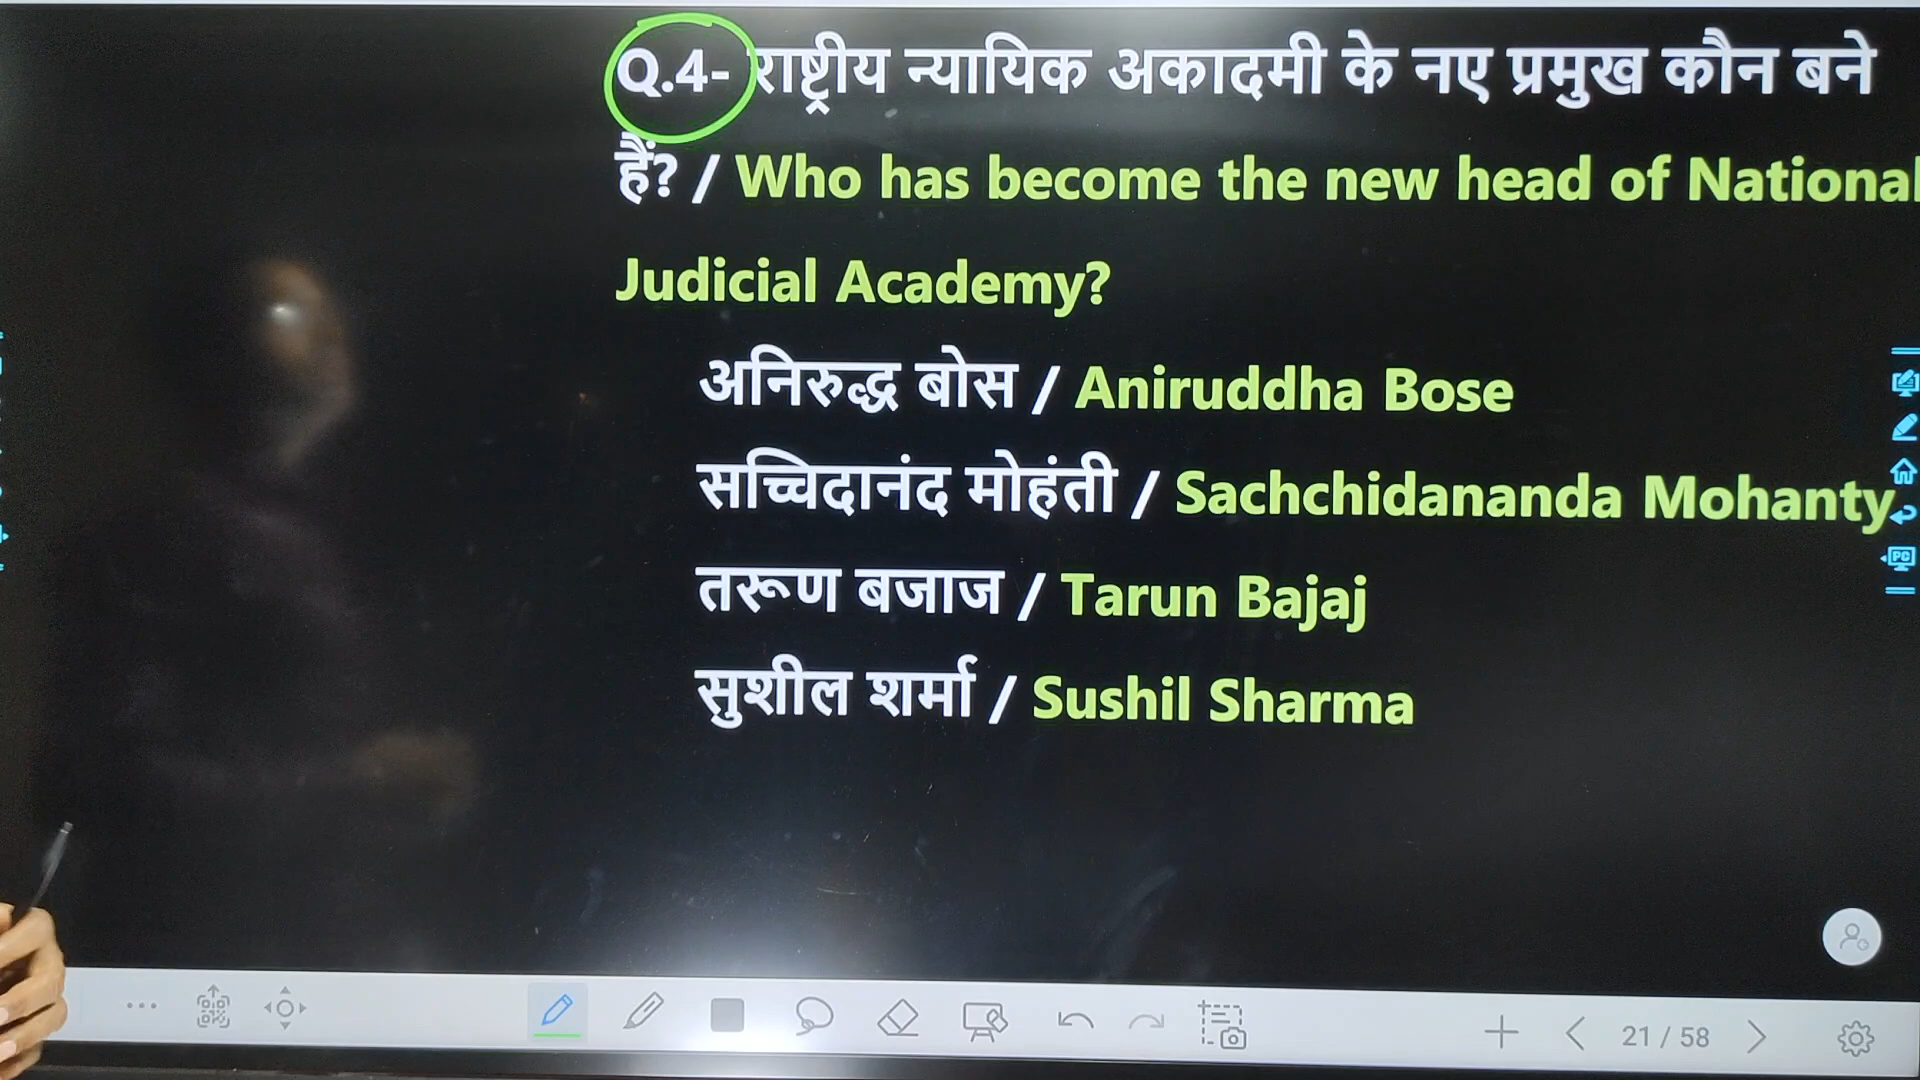 Q.4- राष्ट्रीय न्यायिक अकादमी के नए प्रमुख कौन बने
हैं? / Who has become the new head of National
Judicial Academy?
अनिरुद्ध बोस / Aniruddha Bose
सच्चिदानंद मोहंती / Sachchidananda Mohanty
तरूण बजाज / Tarun Bajaj
सुशील शर्मा / Sushil Sharma
PC
21 / 58